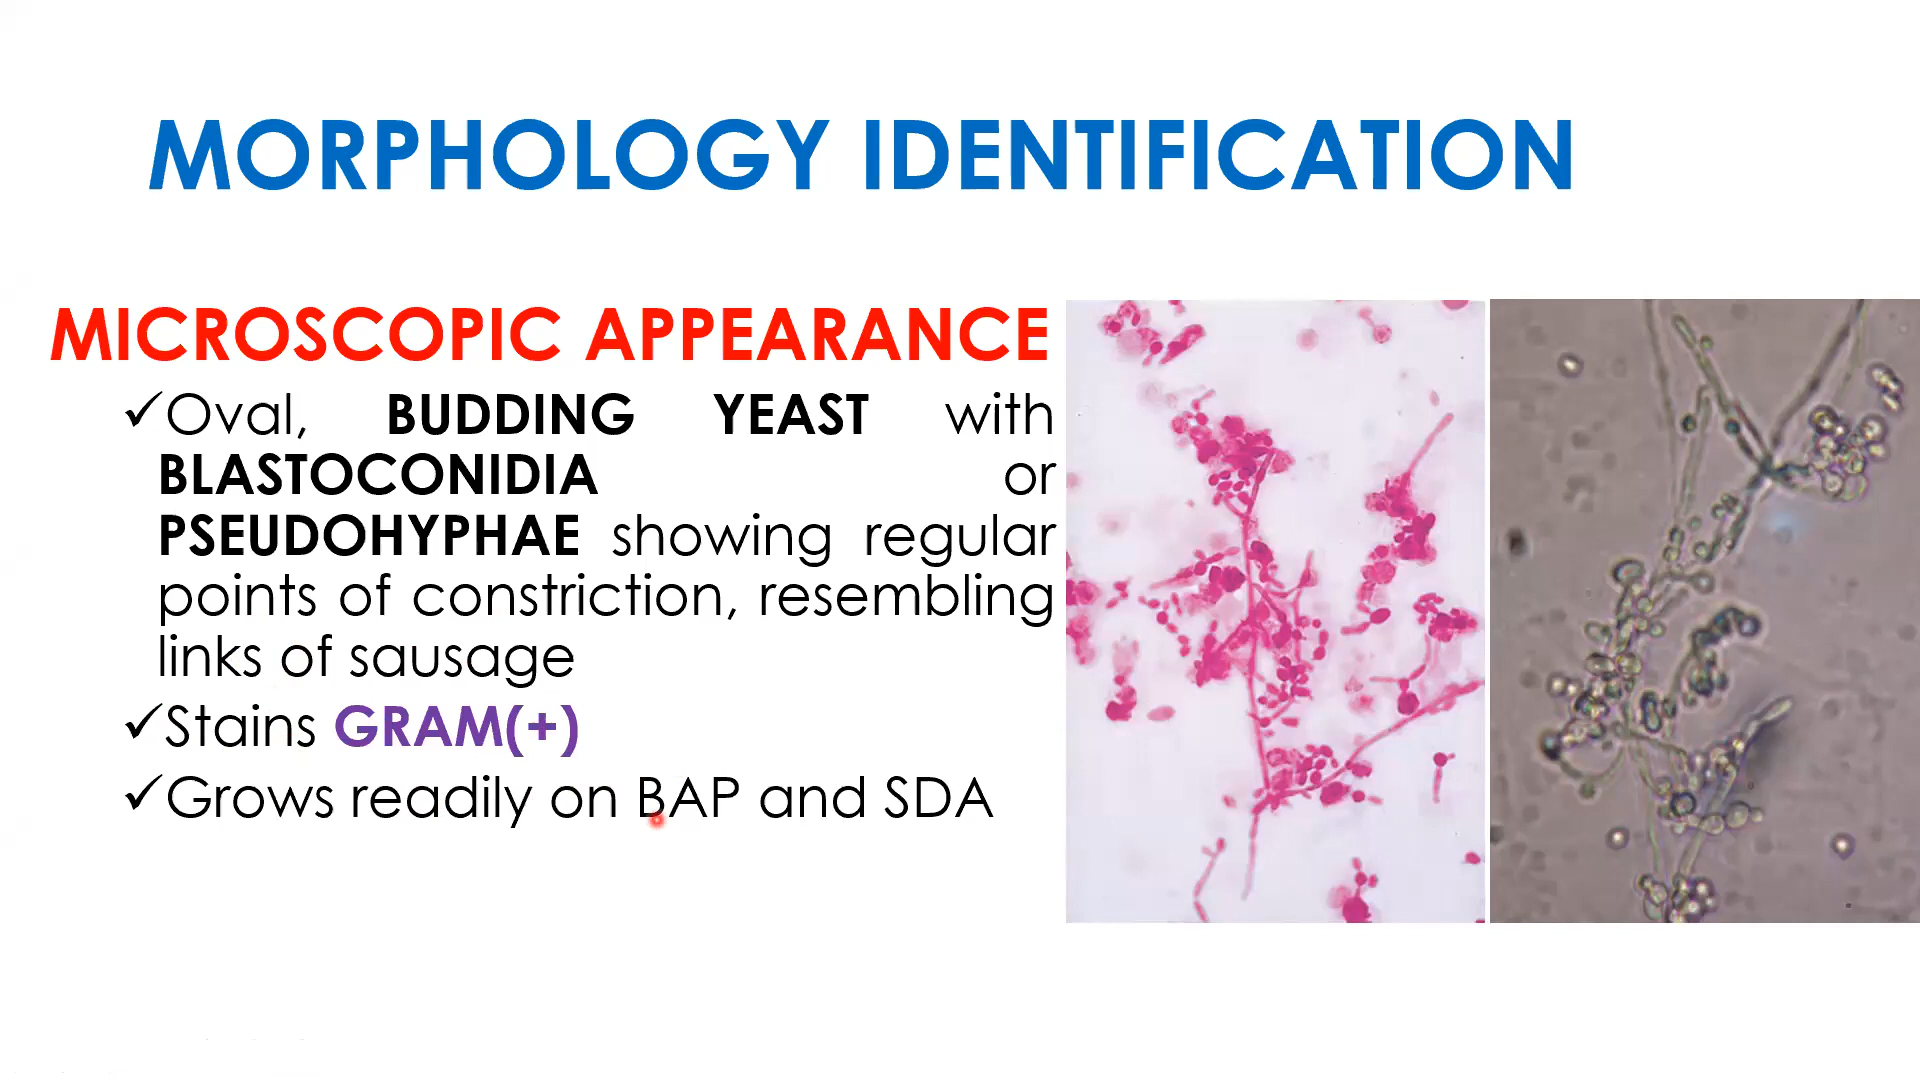 MORPHOLOGY IDENTIFICATION
MICROSCOPIC APPEARANCE
✓Oval, BUDDING YEAST with
BLASTOCONIDIA or
PSEUDOHYPHAE showing regular
points of constriction, resembling
links of sausage
✓Stains GRAM(+)
✓Grows readily on BAP and SDA